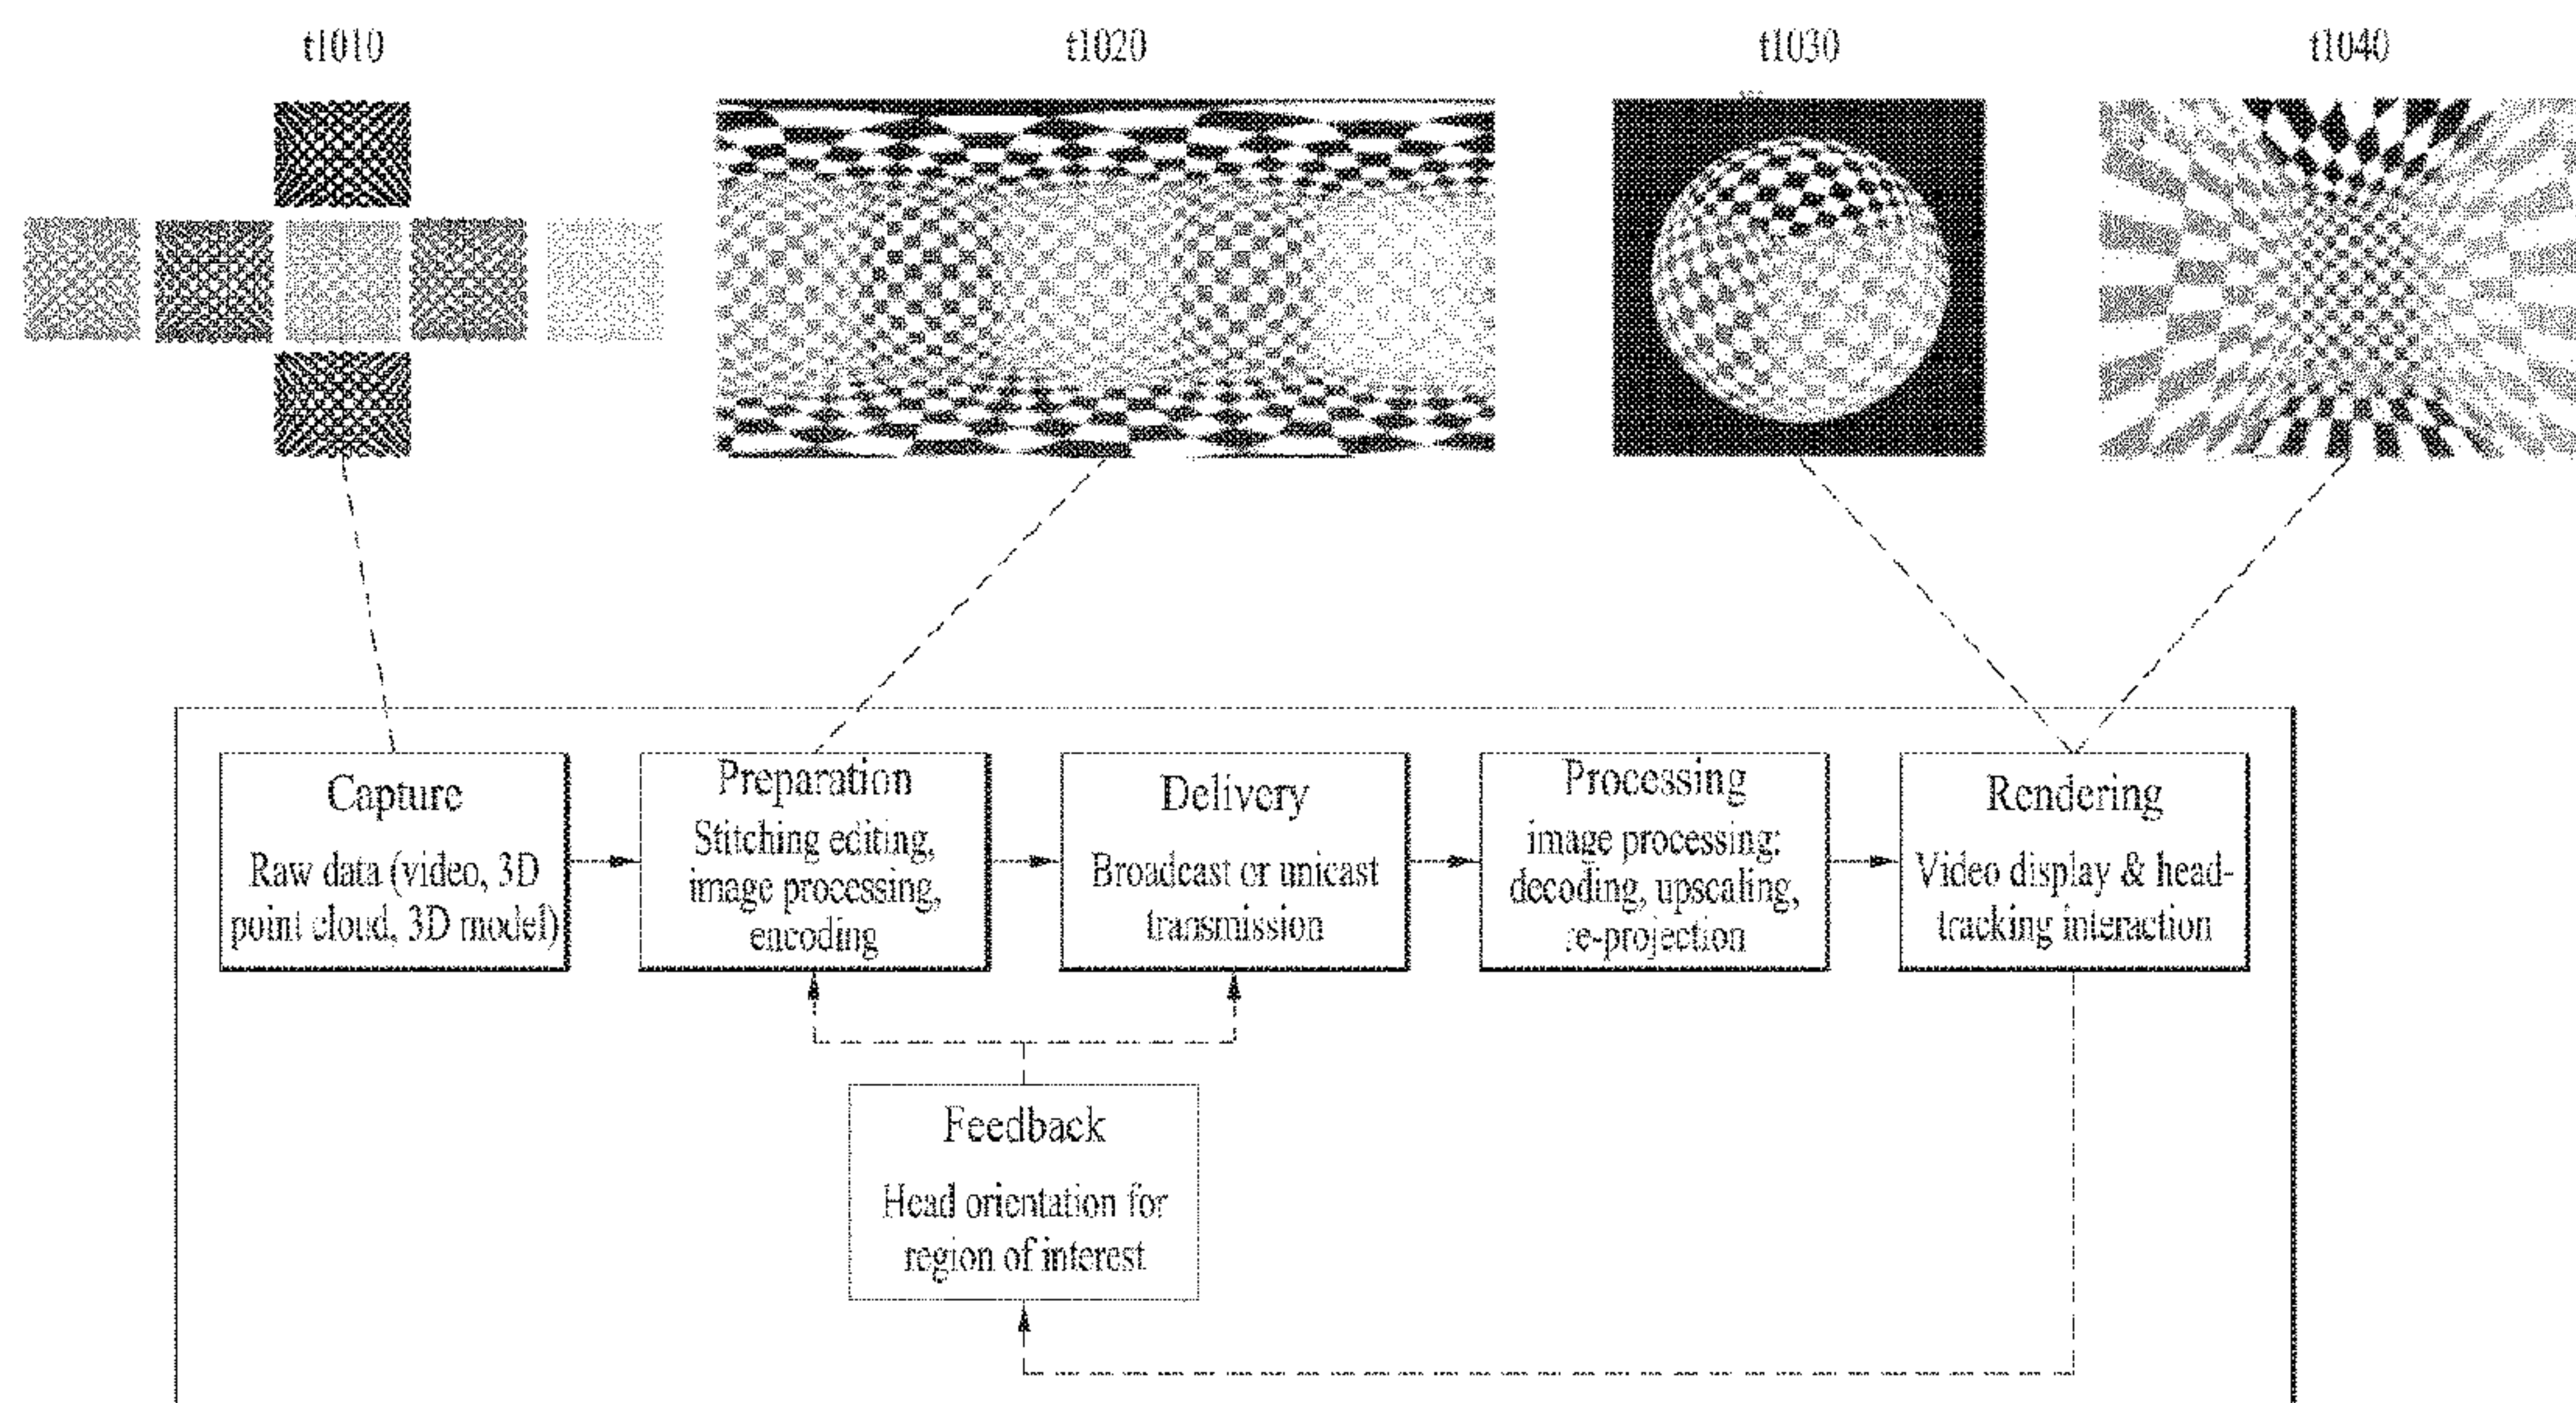 t1010
t1020
t1030
t1040
Capture
Raw data (video, 3D
point cloud, 3D model)
Preparation
Stitching editing,
image processing,
encoding
Delivery
Broadcast or unicast
transmission
Processing
image processing:
decoding, upscaling,
re-projection
Rendering
Video display & head-
tracking interaction
Feedback
Head orientation for
region of interest